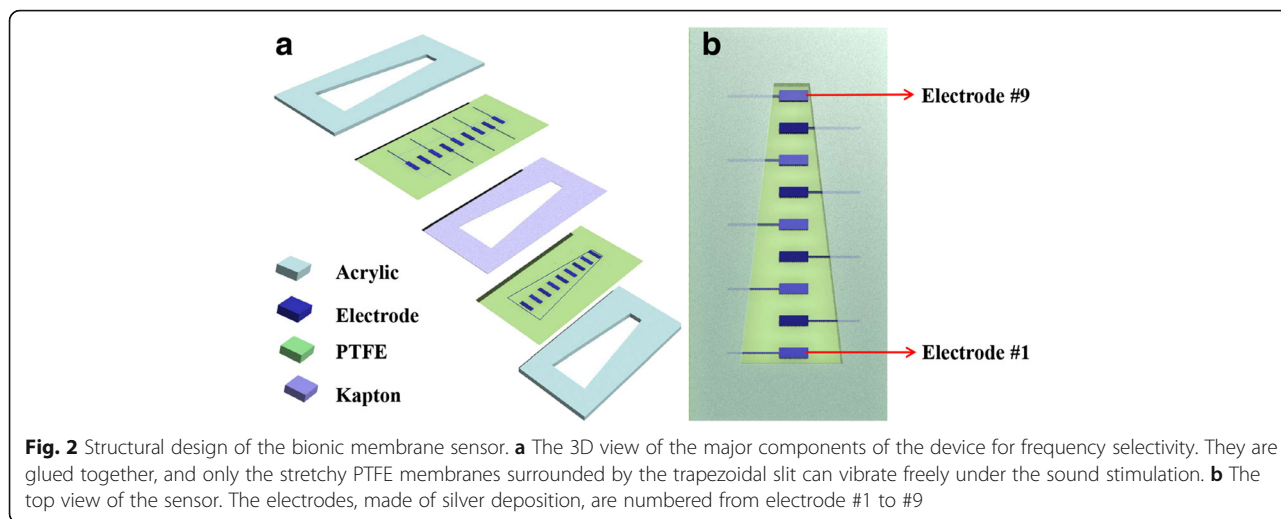 a
b
Electrode #9
Acrylic
Electrode
PTFE
Kapton
Electrode #1
Fig. 2 Structural design of the bionic membrane sensor. a The 3D view of the major components of the device for frequency selectivity. They are
glued together, and only the stretchy PTFE membranes surrounded by the trapezoidal slit can vibrate freely under the sound stimulation. b The
top view of the sensor. The electrodes, made of silver deposition, are numbered from electrode #1 to #9